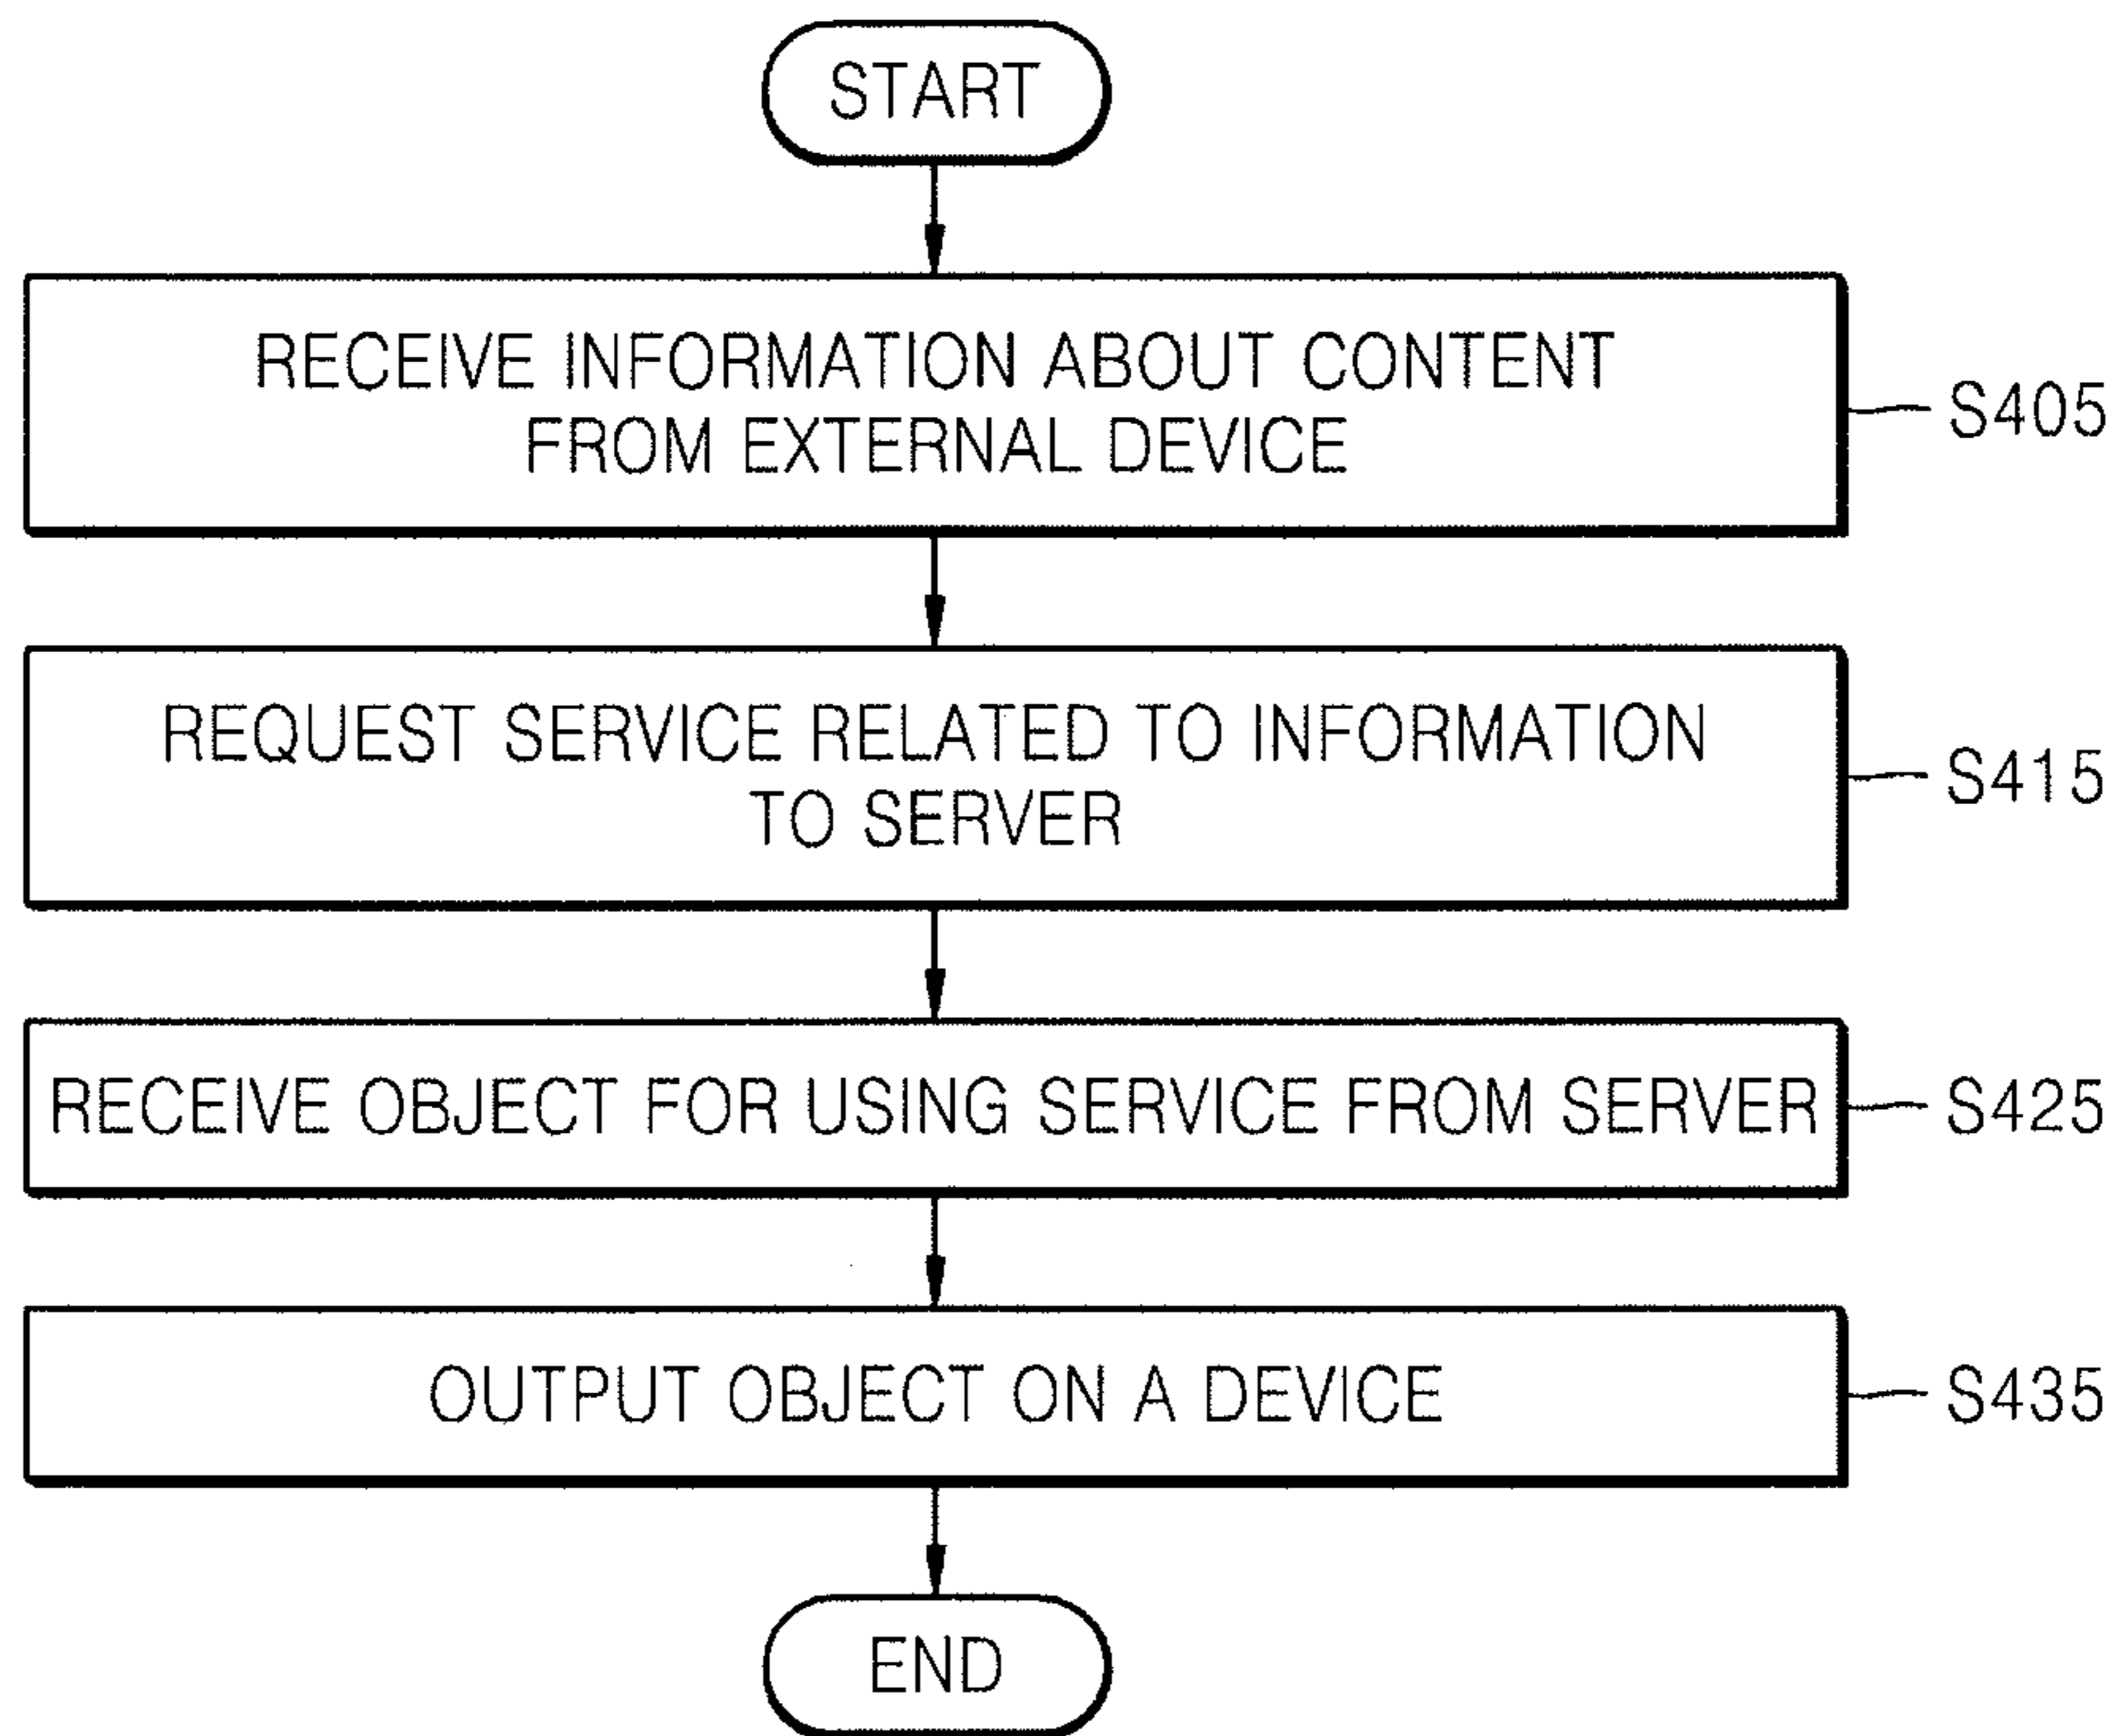 START
RECEIVE INFORMATION ABOUT CONTENT
FROM EXTERNAL DEVICE
S405
REQUEST SERVICE RELATED TO INFORMATION
TO SERVER
S415
RECEIVE OBJECT FOR USING SERVICE FROM SERVER
S425
OUTPUT OBJECT ON A DEVICE
S435
END